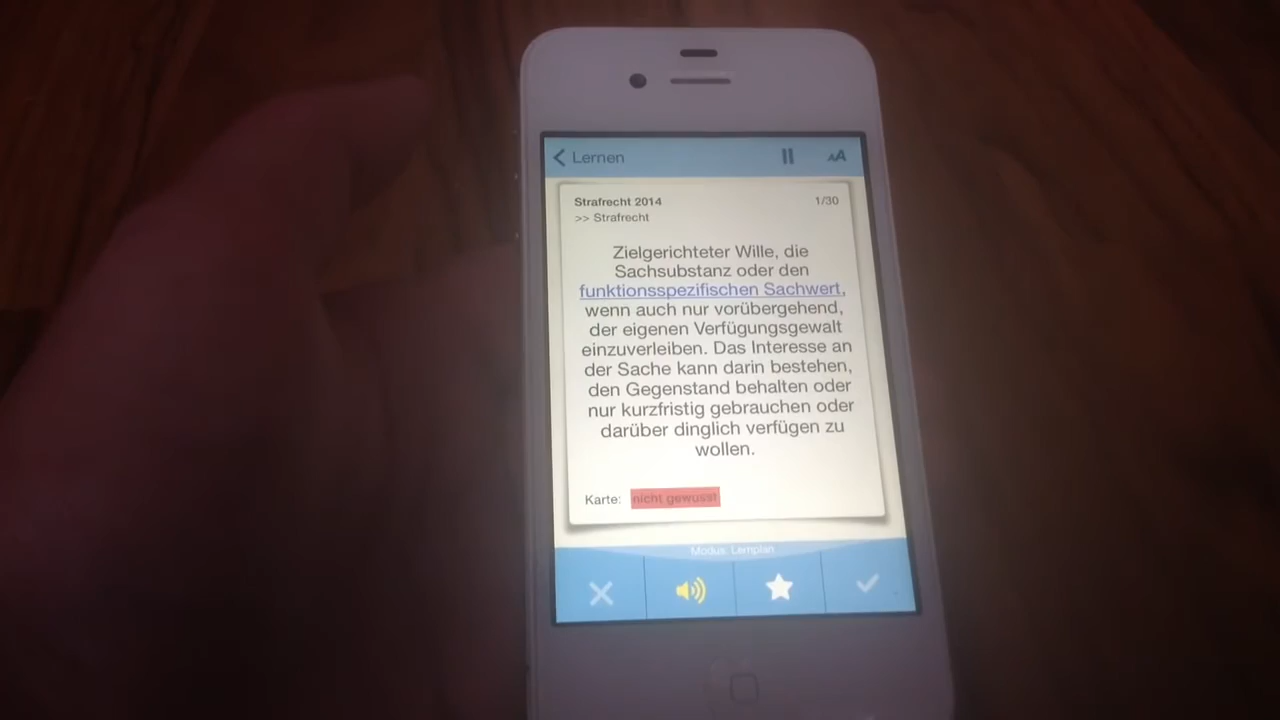 Lernen
AA
Strafrecht 2014
1/30
>> Strafrecht
Zielgerichteter Wille, die
Sachsubstanz oder den
funktionsspezifischen Sachwert,
wenn auch nur vorübergehend,
der eigenen Verfügungsgewalt
einzuverleiben. Das Interesse an
der Sache kann darin bestehen,
den Gegenstand behalten oder
nur kurzfristig gebrauchen oder
darüber dinglich verfügen zu
wollen.
Karte: nicht gewusst
Modus: Lernplan